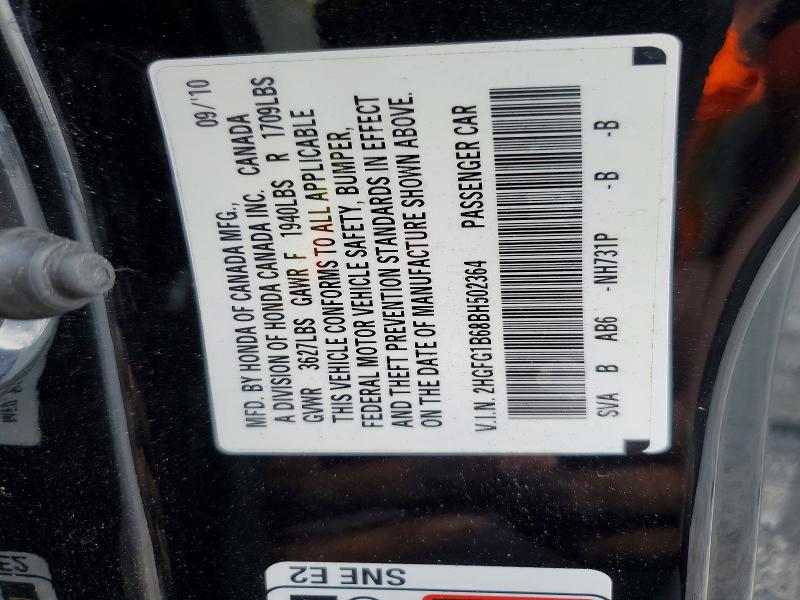 09/'10
MFD. BY HONDA OF CANADA MFG.,
A DIVISION OF HONDA CANADA INC. CANADA
GVWR 3627LBS GAWR F 1940LBS R 1709LBS
THIS VEHICLE CONFORMS TO ALL APPLICABLE
FEDERAL MOTOR VEHICLE SAFETY, BUMPER,
AND THEFT PREVENTION STANDARDS IN EFFECT
ON THE DATE OF MANUFACTURE SHOWN ABOVE.
V.I.N. 2HGFG1B68BH502364 PASSENGER CAR
SVA B AB6 -NH731P -B -B
SNE E2